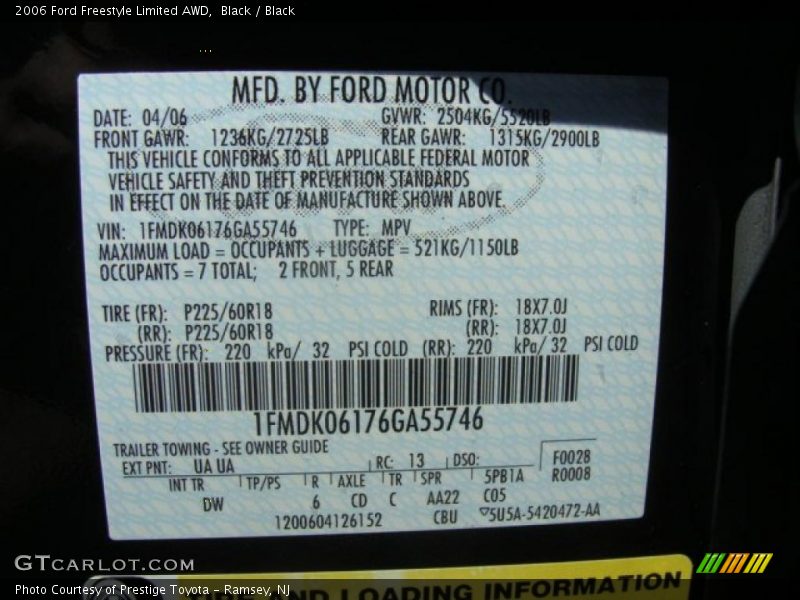 2006 Ford Freestyle Limited AWD, Black / Black
MFD. BY FORD MOTOR CO.
DATE: 04/06 GVWR: 2504KG/5520LB
FRONT GAWR: 1236KG/2725LB REAR GAWR: 1315KG/2900LB
THIS VEHICLE CONFORMS TO ALL APPLICABLE FEDERAL MOTOR
VEHICLE SAFETY AND THEFT PREVENTION STANDARDS
IN EFFECT ON THE DATE OF MANUFACTURE SHOWN ABOVE.
VIN: 1FMDK06176GA55746 TYPE: MPV
MAXIMUM LOAD = OCCUPANTS + LUGGAGE = 521KG/1150LB
OCCUPANTS = 7 TOTAL; 2 FRONT, 5 REAR
TIRE (FR): P225/60R18 RIMS (FR): 18X7.0J
(RR): P225/60R18 (RR): 18X7.0J
PRESSURE (FR): 220 kPa/ 32 PSI COLD (RR): 220 kPa/ 32 PSI COLD
1FMDK06176GA55746
TRAILER TOWING - SEE OWNER GUIDE
EXT PNT: UA UA RC: 13 DSO: F0028
INT TR TP/PS R AXLE TR SPR 5PB1A R0008
DW 6 CD C AA22 C05
1200604126152 CBU 5U5A-5420472-AA
GTCARLOT.COM
AND LOADING INFORMATION
Photo Courtesy of Prestige Toyota - Ramsey, NJ